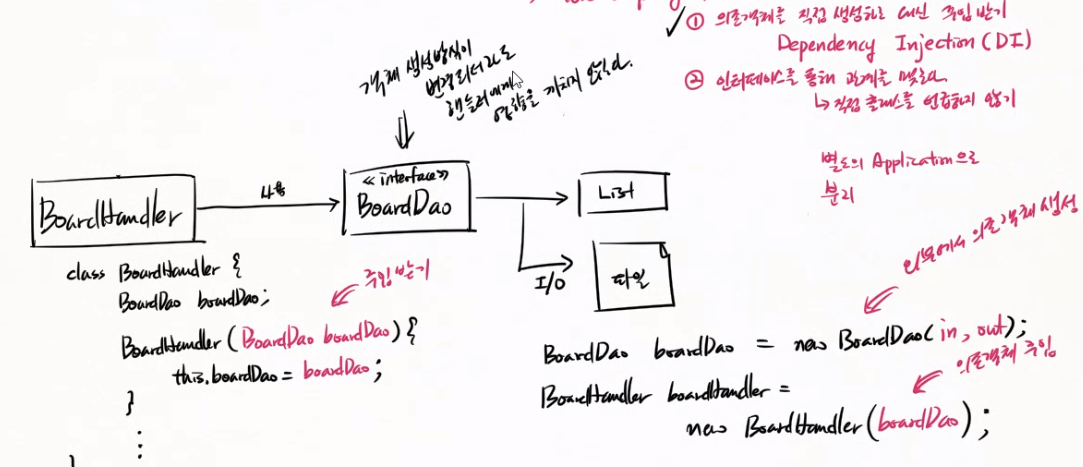 ① 의존객체를 직접 생성하는 대신 주입 받기
Dependency Injection (DI)
② 인터페이스를 통해 관계를 맺는다
↳ 직접 클래스를 언급하지 않기
객체 생성방식이
변경되더라도
핸들러에게
영향을 끼치지 않는다.
별도의 Application으로
분리
BoardHandler
사용
<<interface>>
BoardDao
List
I/O
파일
class BoardHandler {
BoardDao boardDao;
주입 받기
BoardHandler (BoardDao boardDao) {
this.boardDao = boardDao;
}
⋮
}
외부에서 의존객체 생성
BoardDao boardDao = new BoardDao(in, out);
의존객체 주입
BoardHandler boardHandler =
new BoardHandler(boardDao);